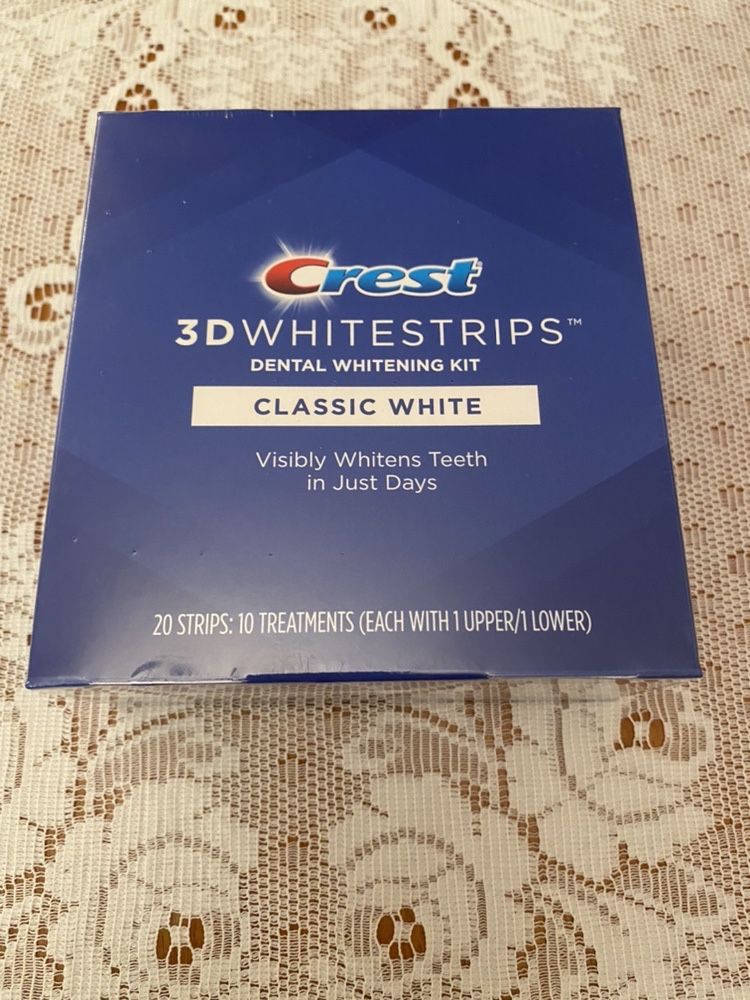 Crest
3DWHITESTRIPS™
DENTAL WHITENING KIT
CLASSIC WHITE
Visibly Whitens Teeth
in Just Days
20 STRIPS: 10 TREATMENTS (EACH WITH 1 UPPER/1 LOWER)